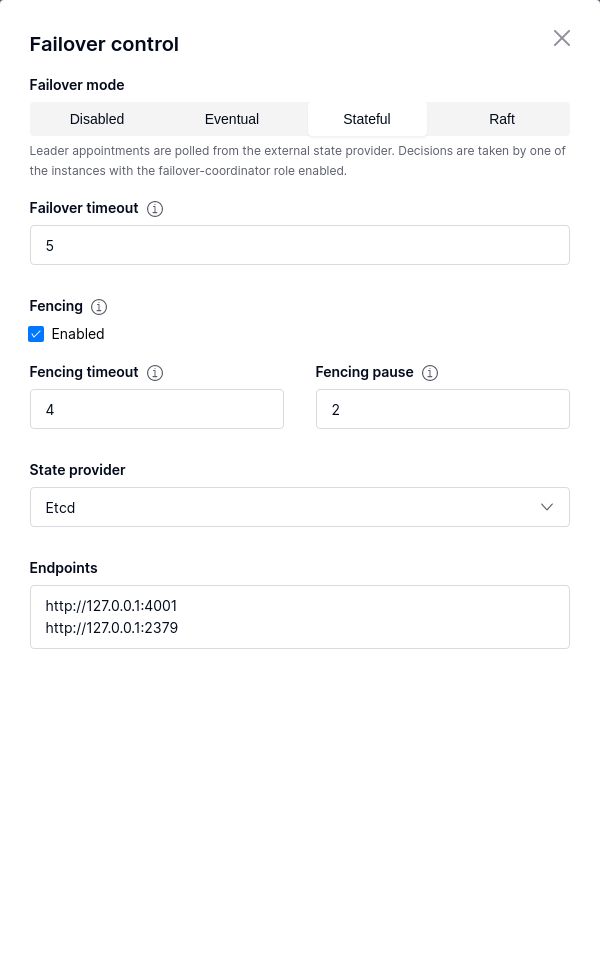 Failover control
Failover mode
Disabled Eventual Stateful Raft
Leader appointments are polled from the external state provider. Decisions are taken by one of
the instances with the failover-coordinator role enabled.
Failover timeout
5
Fencing
Enabled
Fencing timeout Fencing pause
4 2
State provider
Etcd
Endpoints
http://127.0.0.1:4001
http://127.0.0.1:2379